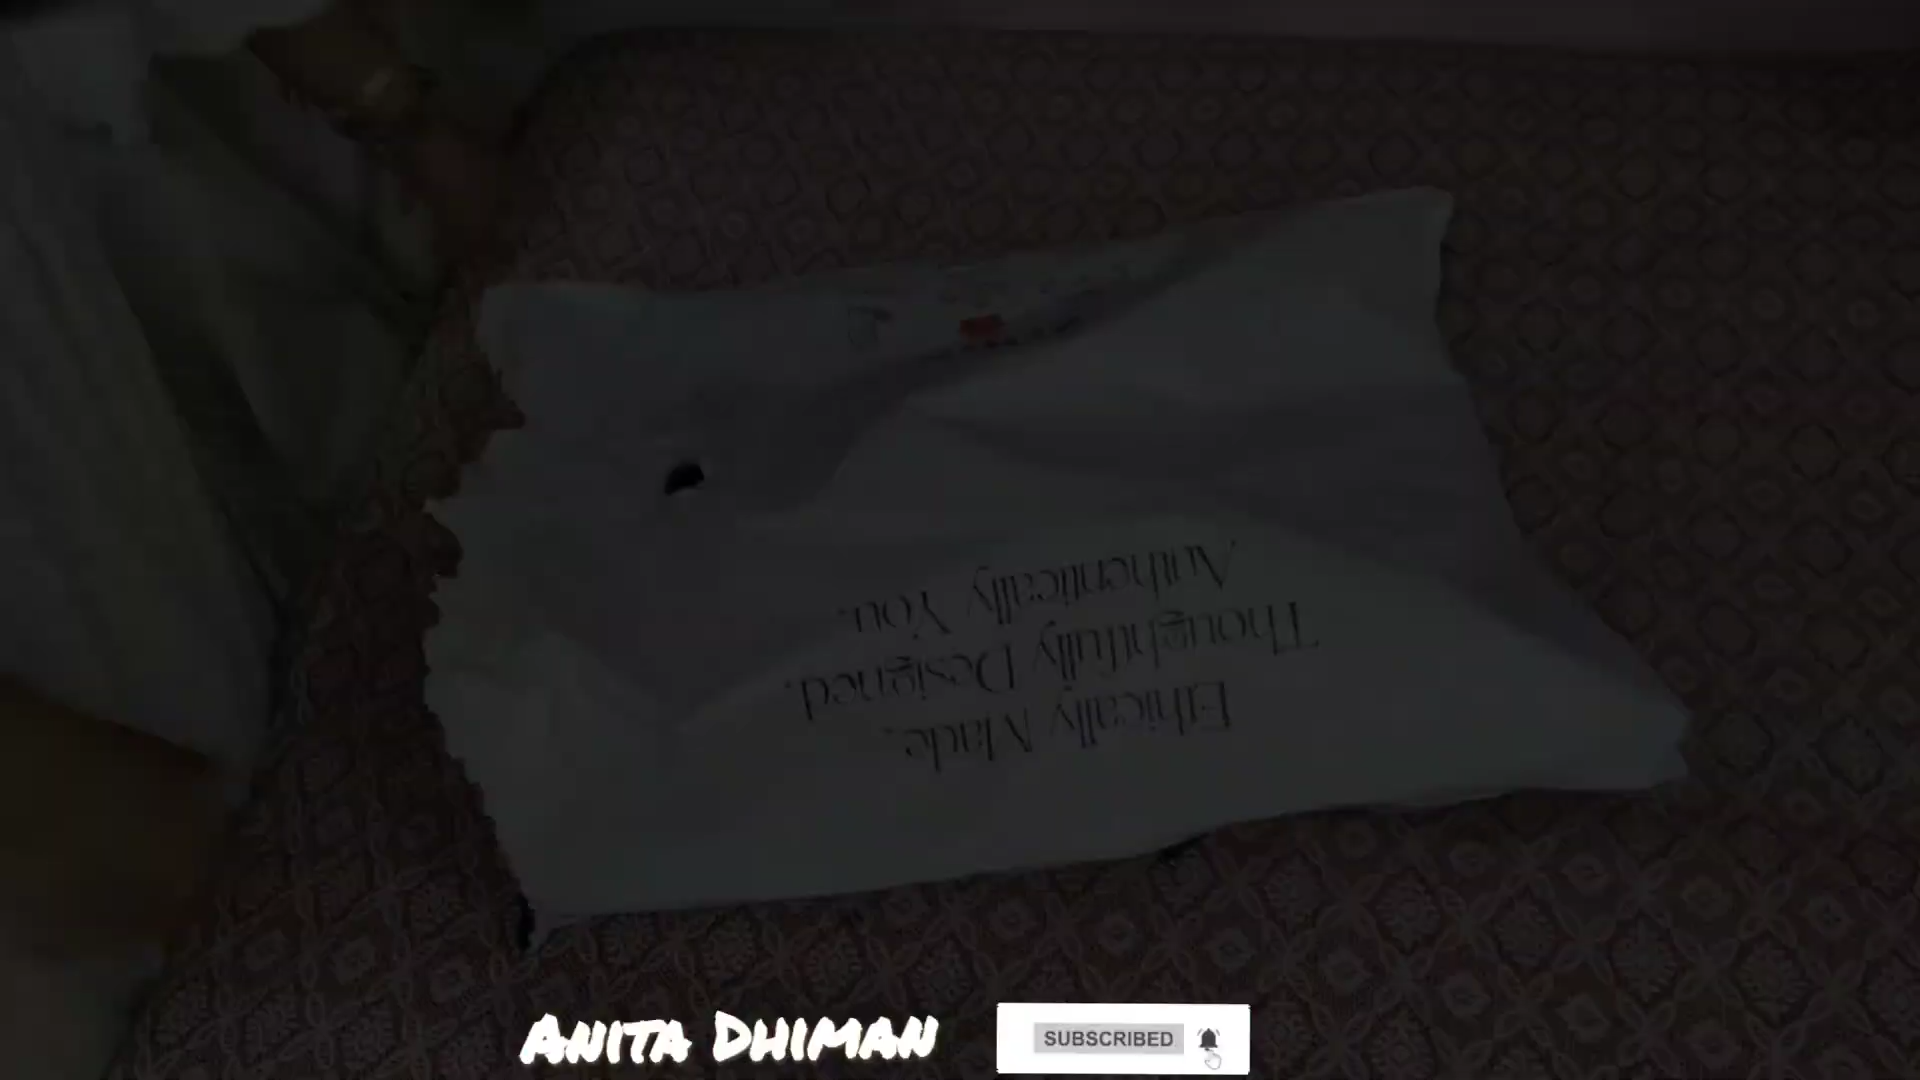 Ethically Made.
Thoughtfully Designed.
Authentically You.
ANITA DHIMAN
SUBSCRIBED